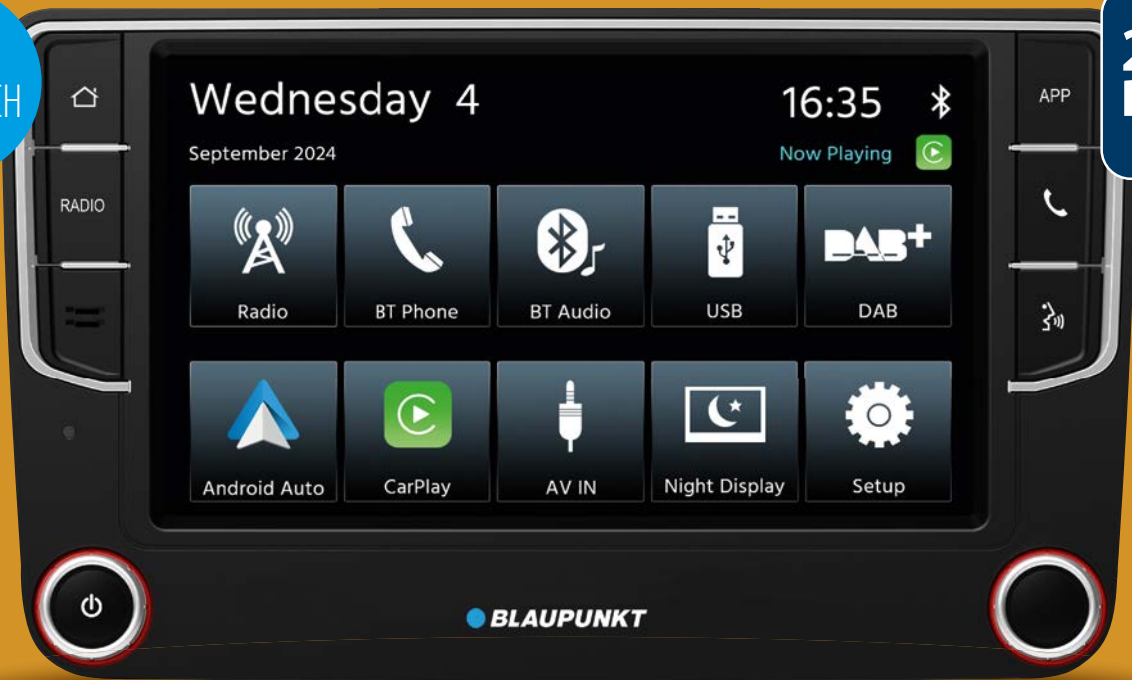 Wednesday 4
16:35
September 2024
Now Playing
APP
RADIO
Radio
BT Phone
BT Audio
USB
DAB+
DAB
Android Auto
CarPlay
AV IN
Night Display
Setup
BLAUPUNKT